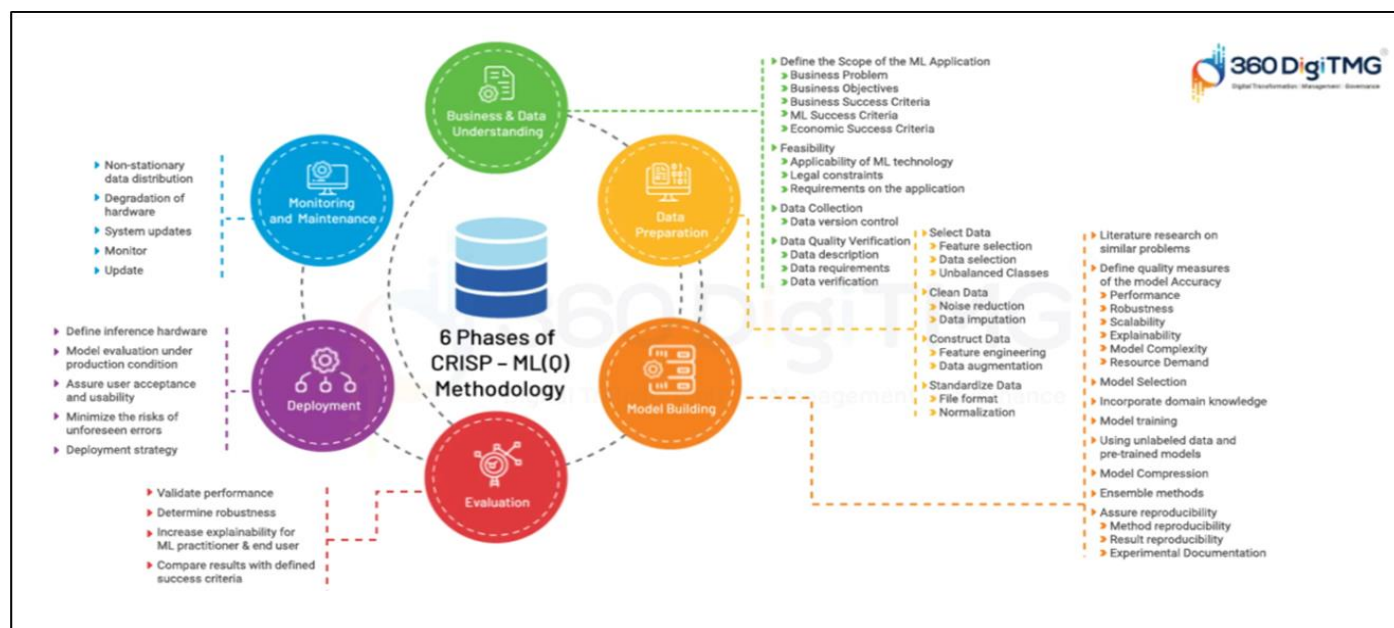 360 DigiTMG
Digital Transformation | Management | Governance
Business & Data
Understanding
Define the Scope of the ML Application
Business Problem
Business Objectives
Business Success Criteria
ML Success Criteria
Economic Success Criteria
Feasibility
Applicability of ML technology
Legal constraints
Requirements on the application
Data Collection
Data version control
Data Quality Verification
Data description
Data requirements
Data verification
Data
Preparation
Select Data
Feature selection
Data selection
Unbalanced Classes
Clean Data
Noise reduction
Data imputation
Construct Data
Feature engineering
Data augmentation
Standardize Data
File format
Normalization
Model Building
Literature research on
similar problems
Define quality measures
of the model Accuracy
Performance
Robustness
Scalability
Explainability
Model Complexity
Resource Demand
Model Selection
Incorporate domain knowledge
Model training
Using unlabeled data and
pre-trained models
Model Compression
Ensemble methods
Assure reproducibility
Method reproducibility
Result reproducibility
Experimental Documentation
Evaluation
Validate performance
Determine robustness
Increase explainability for
ML practitioner & end user
Compare results with defined
success criteria
Deployment
Define inference hardware
Model evaluation under
production condition
Assure user acceptance
and usability
Minimize the risks of
unforeseen errors
Deployment strategy
Monitoring
and Maintenance
Non-stationary
data distribution
Degradation of
hardware
System updates
Monitor
Update
6 Phases of
CRISP – ML(Q)
Methodology
360 DigiTMG